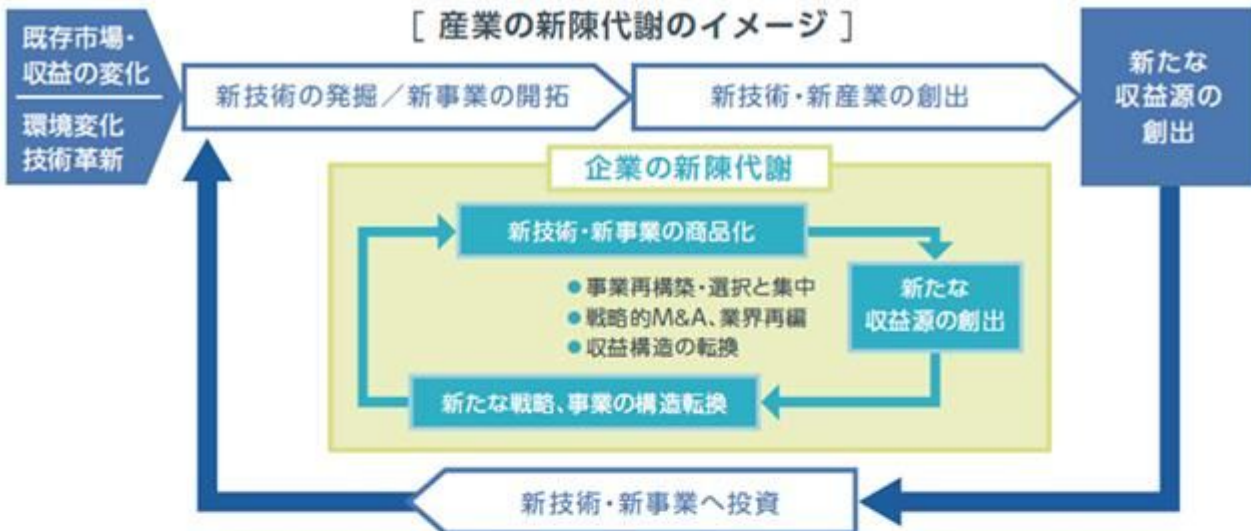 [ 産業の新陳代謝のイメージ ]
既存市場・
収益の変化
環境変化
技術革新
新技術の発掘／新事業の開拓
新技術・新産業の創出
新たな
収益源の
創出
企業の新陳代謝
新技術・新事業の商品化
●事業再構築・選択と集中
●戦略的M&A、業界再編
●収益構造の転換
新たな
収益源の創出
新たな戦略、事業の構造転換
新技術・新事業へ投資